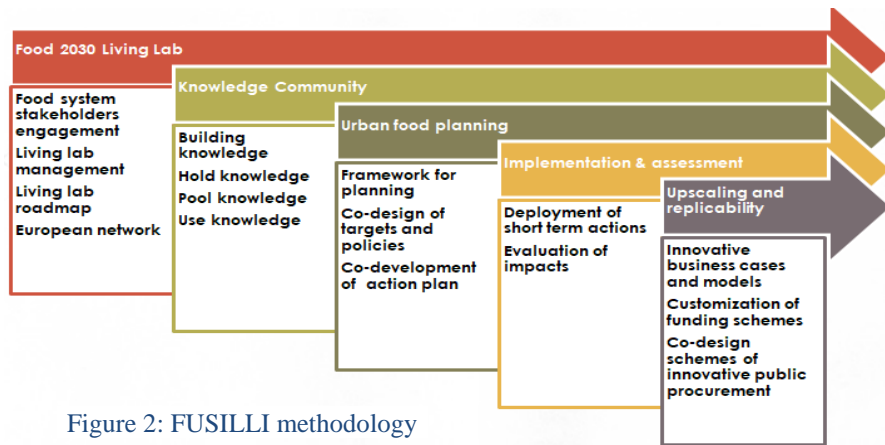 Food 2030 Living Lab
Food system
stakeholders
engagement
Living lab
management
Living lab
roadmap
European network
Knowledge Community
Building
knowledge
Hold knowledge
Pool knowledge
Use knowledge
Urban food planning
Framework for
planning
Co-design of
targets and
policies
Co-development
of action plan
Implementation & assessment
Deployment of
short term actions
Evaluation of
impacts
Upscaling and
replicability
Innovative
business cases
and models
Customization of
funding schemes
Co-design
schemes of
innovative public
procurement
Figure 2: FUSILLI methodology